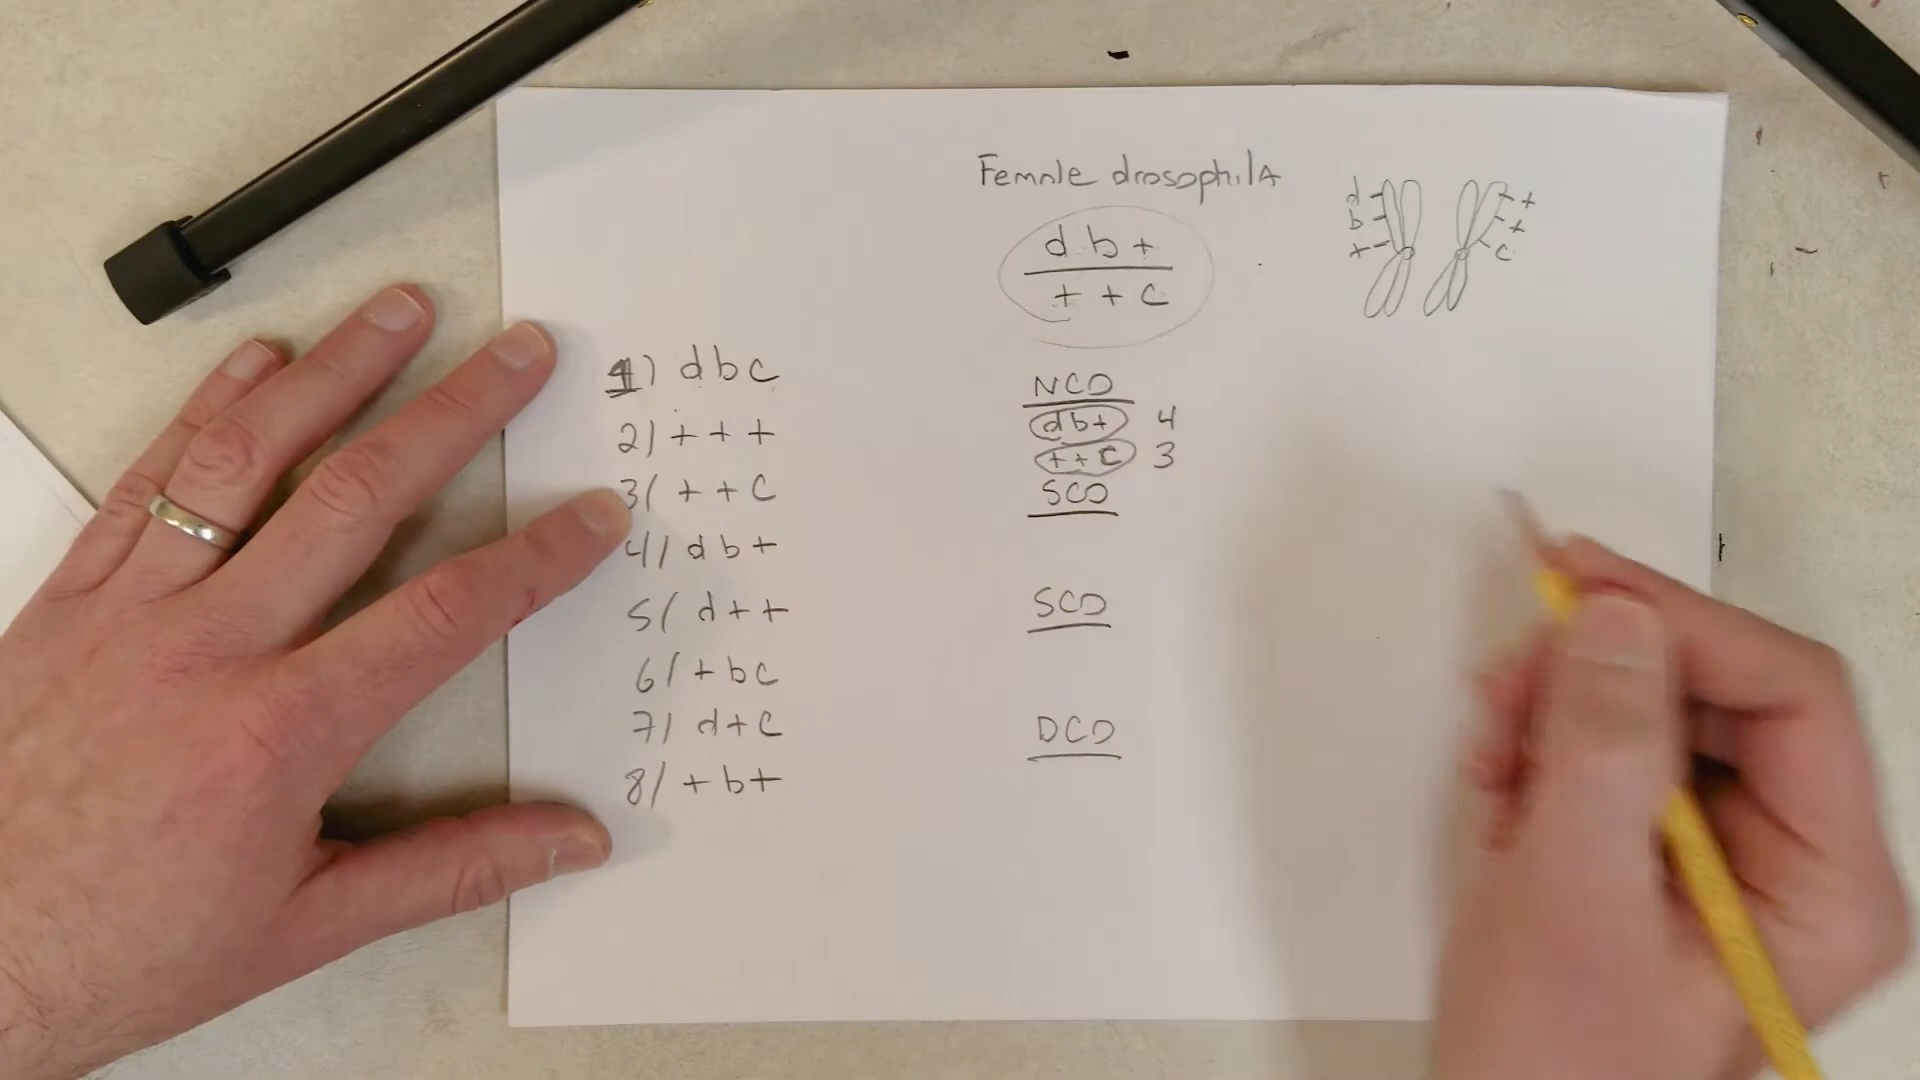 Female drosophila
d b +
+ + c
d + +
b + +
+ c
1) d b c
2) + + +
3/ + + c
4/ d b +
5/ d + +
6/ + b c
7/ d + c
8/ + b +
NCO
d b + 4
+ + c 3
SCO
SCO
DCO